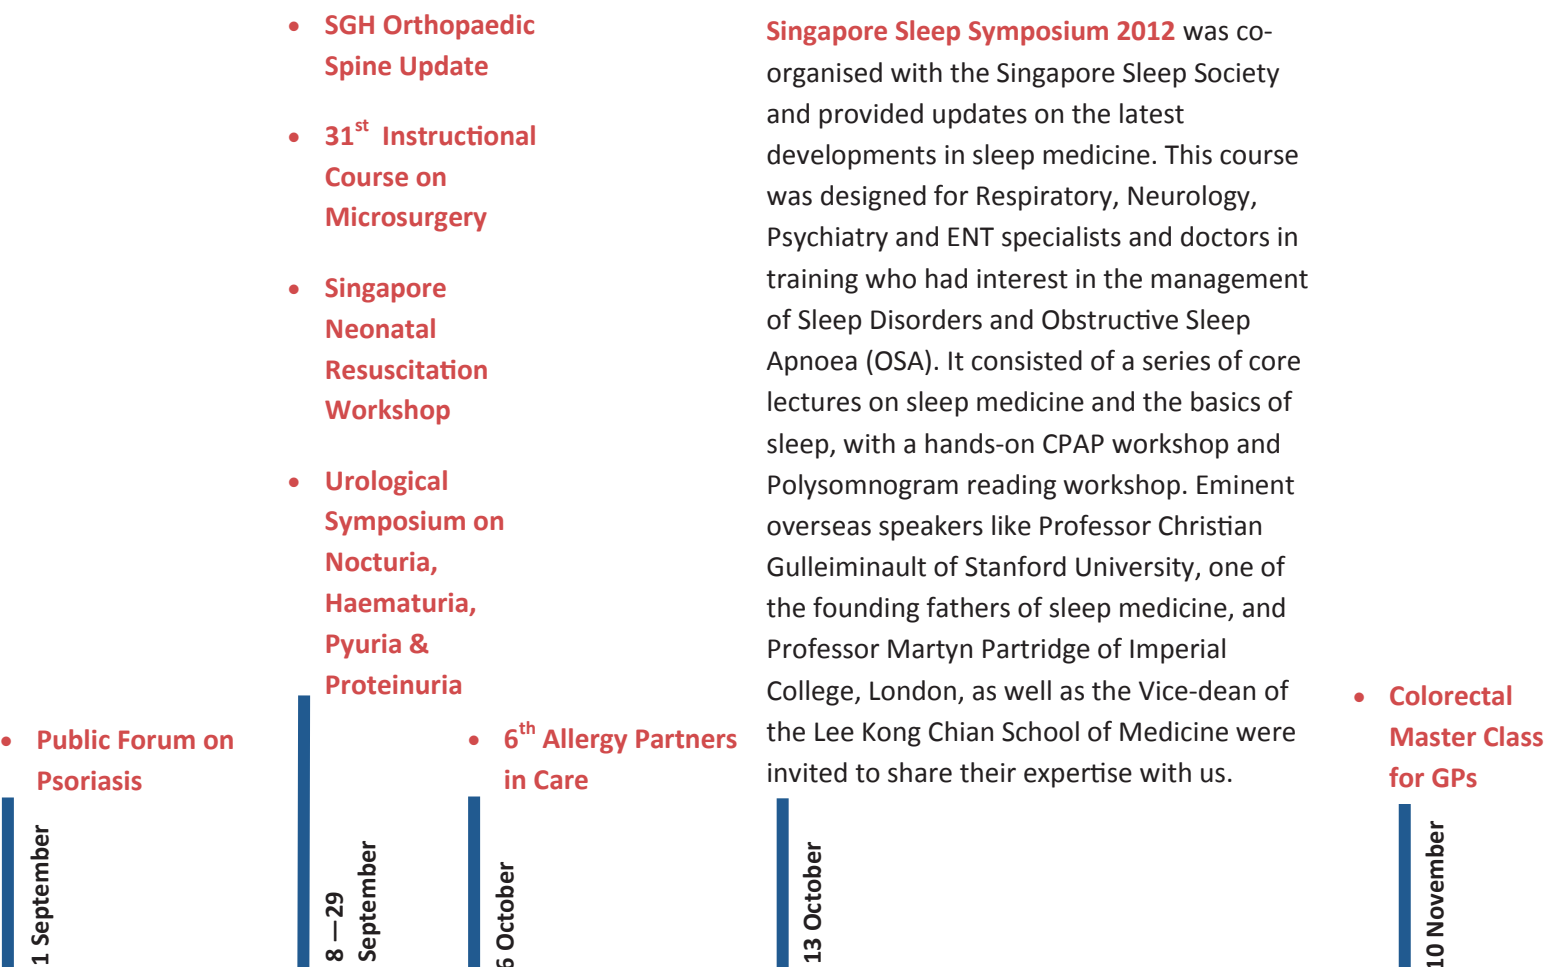 • SGH Orthopaedic
Spine Update
• 31st Instructional
Course on
Microsurgery
• Singapore
Neonatal
Resuscitation
Workshop
• Urological
Symposium on
Nocturia,
Haematuria,
Pyuria &
Proteinuria
Singapore Sleep Symposium 2012 was co-
organised with the Singapore Sleep Society
and provided updates on the latest
developments in sleep medicine. This course
was designed for Respiratory, Neurology,
Psychiatry and ENT specialists and doctors in
training who had interest in the management
of Sleep Disorders and Obstructive Sleep
Apnoea (OSA). It consisted of a series of core
lectures on sleep medicine and the basics of
sleep, with a hands-on CPAP workshop and
Polysomnogram reading workshop. Eminent
overseas speakers like Professor Christian
Gulleiminault of Stanford University, one of
the founding fathers of sleep medicine, and
Professor Martyn Partridge of Imperial
College, London, as well as the Vice-dean of
the Lee Kong Chian School of Medicine were
invited to share their expertise with us.
• Public Forum on
Psoriasis
• 6th Allergy Partners
in Care
• Colorectal
Master Class
for GPs
1 September
8 — 29
September
6 October
13 October
10 November